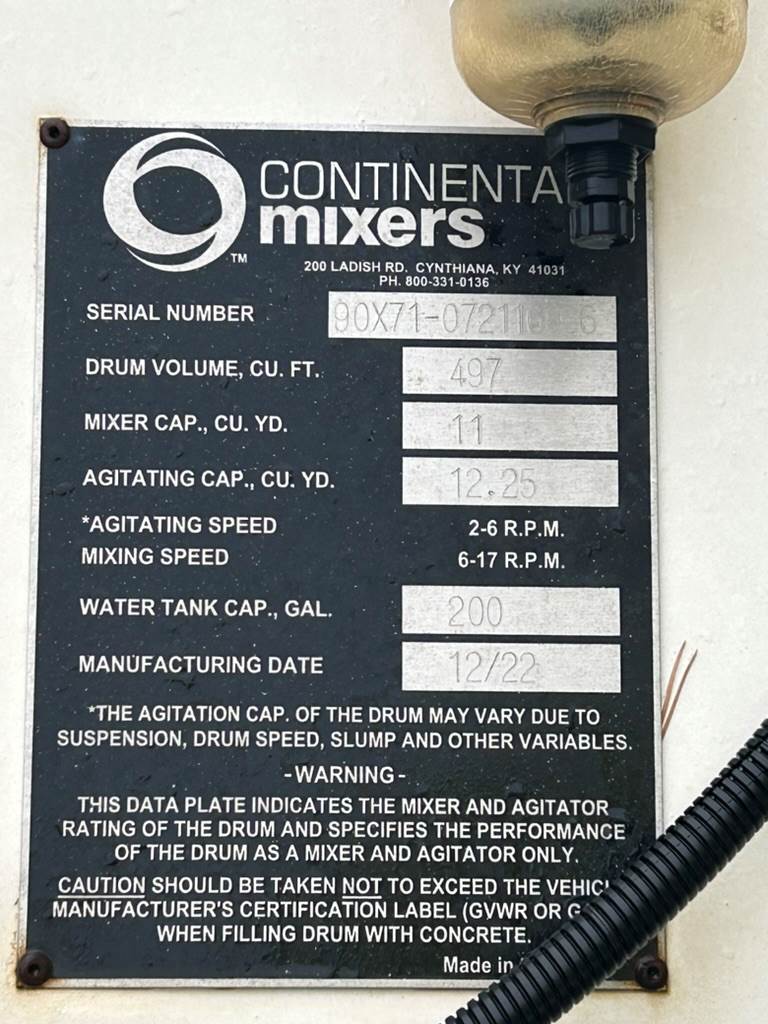 CONTINENTA
mixers
TM
200 LADISH RD. CYNTHIANA, KY 41031
PH. 800-331-0136
SERIAL NUMBER
DRUM VOLUME, CU. FT. 497
MIXER CAP., CU. YD. 11
AGITATING CAP., CU. YD. 12.25
*AGITATING SPEED 2-6 R.P.M.
MIXING SPEED 6-17 R.P.M.
WATER TANK CAP., GAL. 200
MANUFACTURING DATE 12/22
*THE AGITATION CAP. OF THE DRUM MAY VARY DUE TO
SUSPENSION, DRUM SPEED, SLUMP AND OTHER VARIABLES.
-WARNING-
THIS DATA PLATE INDICATES THE MIXER AND AGITATOR
RATING OF THE DRUM AND SPECIFIES THE PERFORMANCE
OF THE DRUM AS A MIXER AND AGITATOR ONLY.
CAUTION SHOULD BE TAKEN NOT TO EXCEED THE
MANUFACTURER'S CERTIFICATION LABEL (GVWR OR
WHEN FILLING DRUM WITH CONCRETE.
Made in